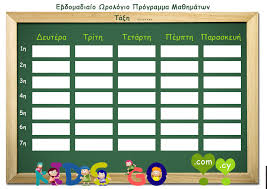 Εβδομαδιαίο Ωρολόγιο Πρόγραμμα Μαθημάτων
Τάξη ........
Δευτέρα Τρίτη Τετάρτη Πέμπτη Παρασκευή
1η
2η
3η
4η
5η
6η
7η
KIDS GO .com .cy